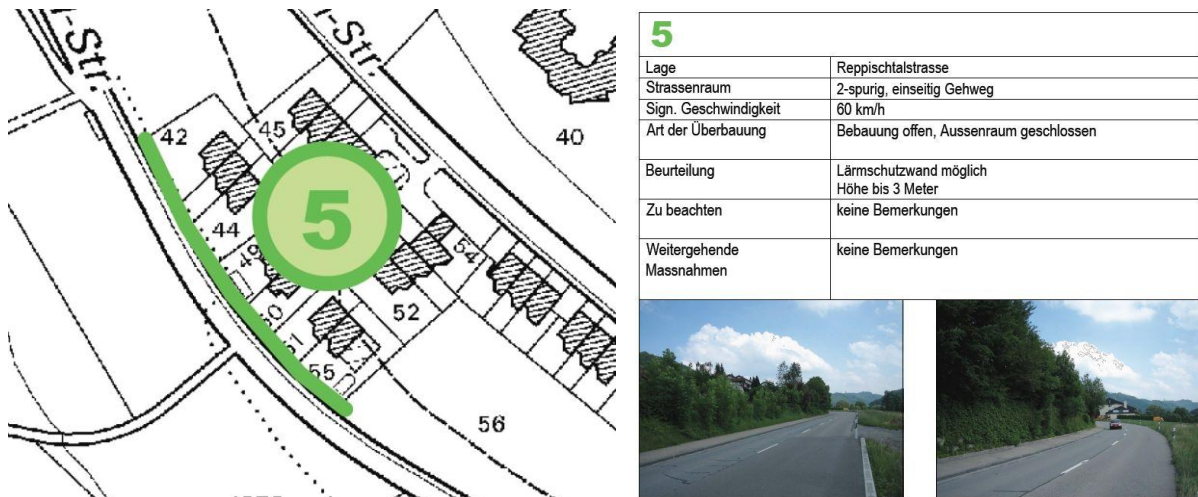 r-Str.
r-Str.
42
45
40
44
5
49
54
50
52
51
55
56
5
Lage Reppischtalstrasse
Strassenraum 2-spurig, einseitig Gehweg
Sign. Geschwindigkeit 60 km/h
Art der Überbauung Bebauung offen, Aussenraum geschlossen
Beurteilung Lärmschutzwand möglich
Höhe bis 3 Meter
Zu beachten keine Bemerkungen
Weitergehende keine Bemerkungen
Massnahmen